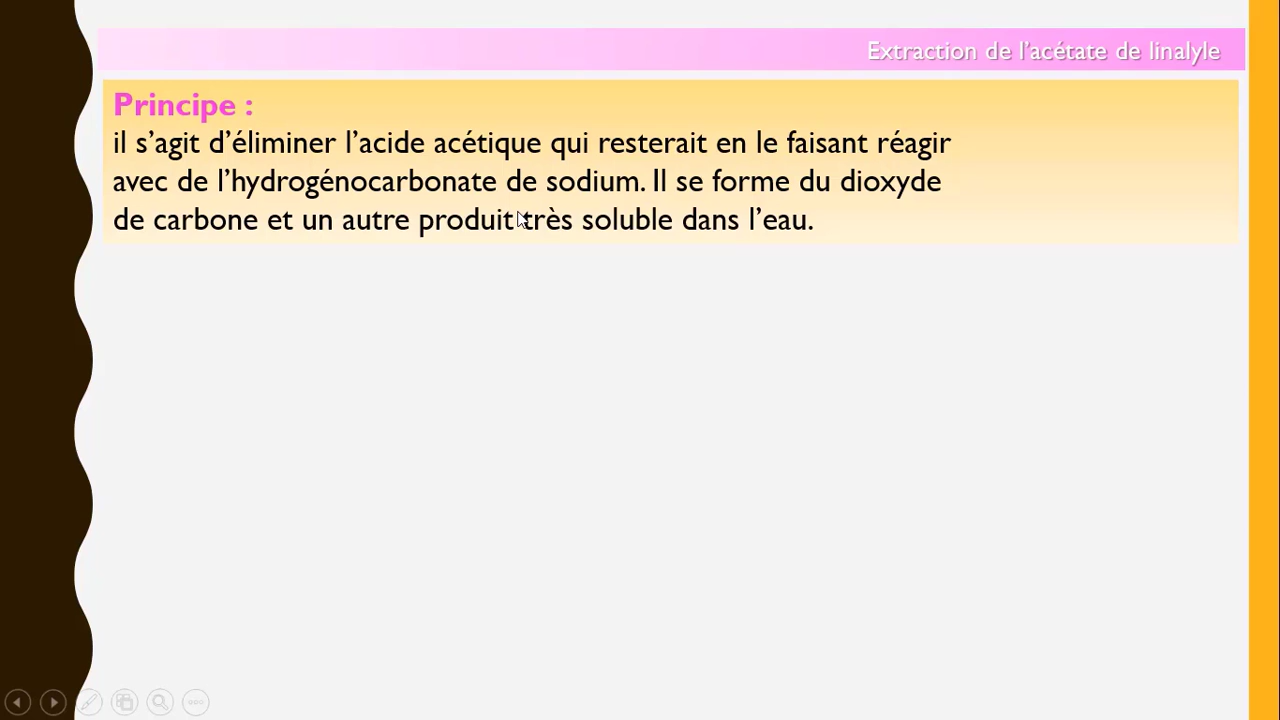 Extraction de l’acétate de linalyle
Principe :
il s’agit d’éliminer l’acide acétique qui resterait en le faisant réagir
avec de l’hydrogénocarbonate de sodium. Il se forme du dioxyde
de carbone et un autre produit très soluble dans l’eau.